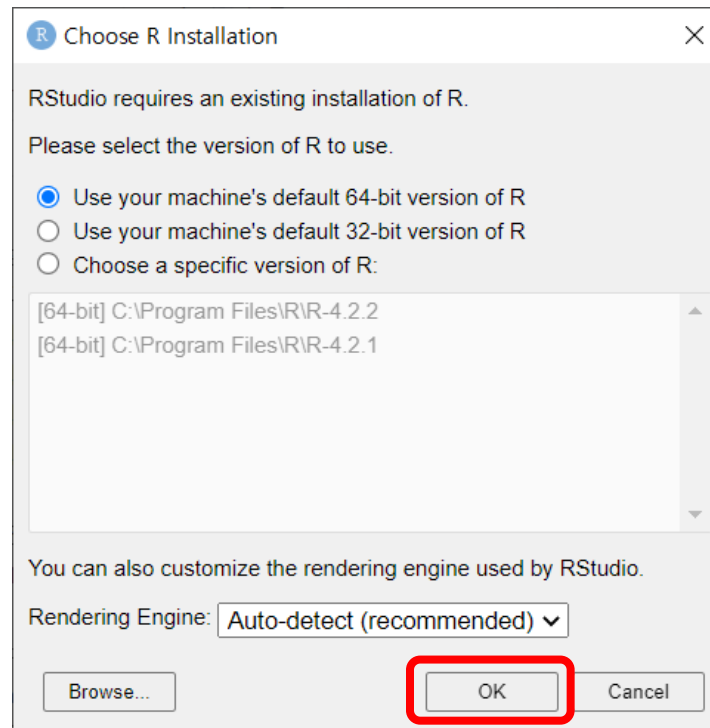 R Choose R Installation
RStudio requires an existing installation of R.
Please select the version of R to use.
Use your machine's default 64-bit version of R
Use your machine's default 32-bit version of R
Choose a specific version of R:
[64-bit] C:\Program Files\R\R-4.2.2
[64-bit] C:\Program Files\R\R-4.2.1
You can also customize the rendering engine used by RStudio.
Rendering Engine: Auto-detect (recommended)
Browse... OK Cancel